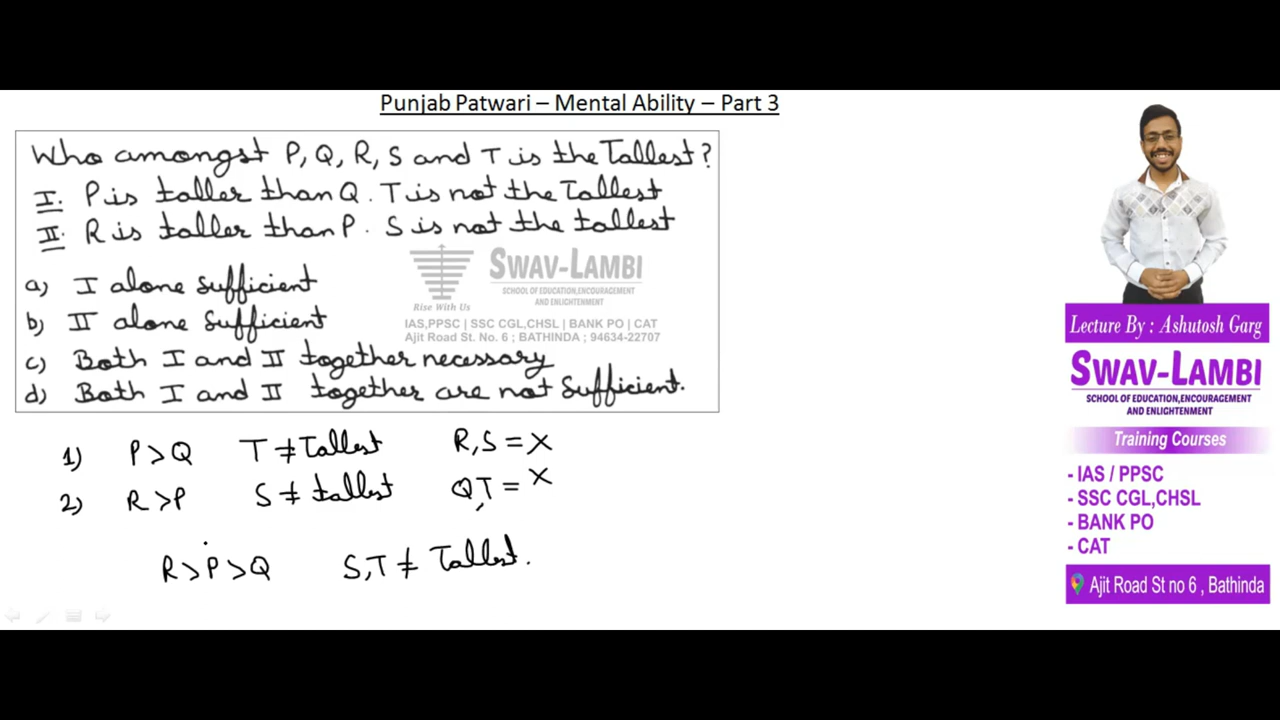 Punjab Patwari – Mental Ability – Part 3
Who amongst P, Q, R, S and T is the Tallest?
I. P is taller than Q. T is not the Tallest
II. R is taller than P. S is not the tallest
a) I alone sufficient
b) II alone sufficient
c) Both I and II together necessary
d) Both I and II together are not sufficient.
SWAV-LAMBI
SCHOOL OF EDUCATION,ENCOURAGEMENT
AND ENLIGHTENMENT
Rise With Us
IAS,PPSC | SSC CGL,CHSL | BANK PO | CAT
Ajit Road St. No. 6 ; BATHINDA ; 94634-22707
1) P > Q T ≠ Tallest R, S = X
2) R > P S ≠ tallest Q, T = X
R > P > Q S, T ≠ Tallest.
Lecture By : Ashutosh Garg
SWAV-LAMBI
SCHOOL OF EDUCATION,ENCOURAGEMENT
AND ENLIGHTENMENT
Training Courses
- IAS / PPSC
- SSC CGL,CHSL
- BANK PO
- CAT
Ajit Road St no 6 , Bathinda